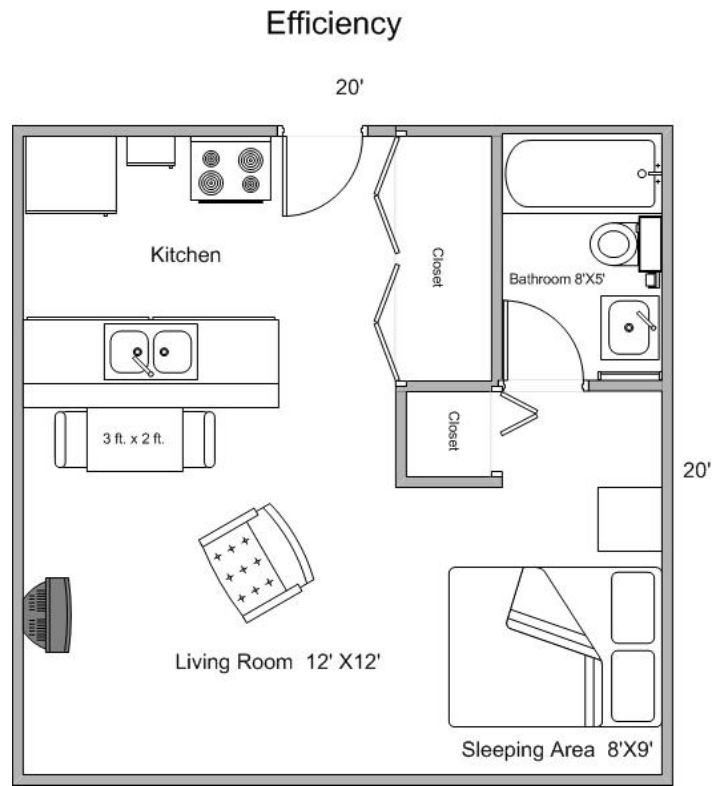 Efficiency
20'
Kitchen
Closet
Bathroom 8'X5'
3 ft. x 2 ft.
Closet
20'
Living Room 12' X12'
Sleeping Area 8'X9'